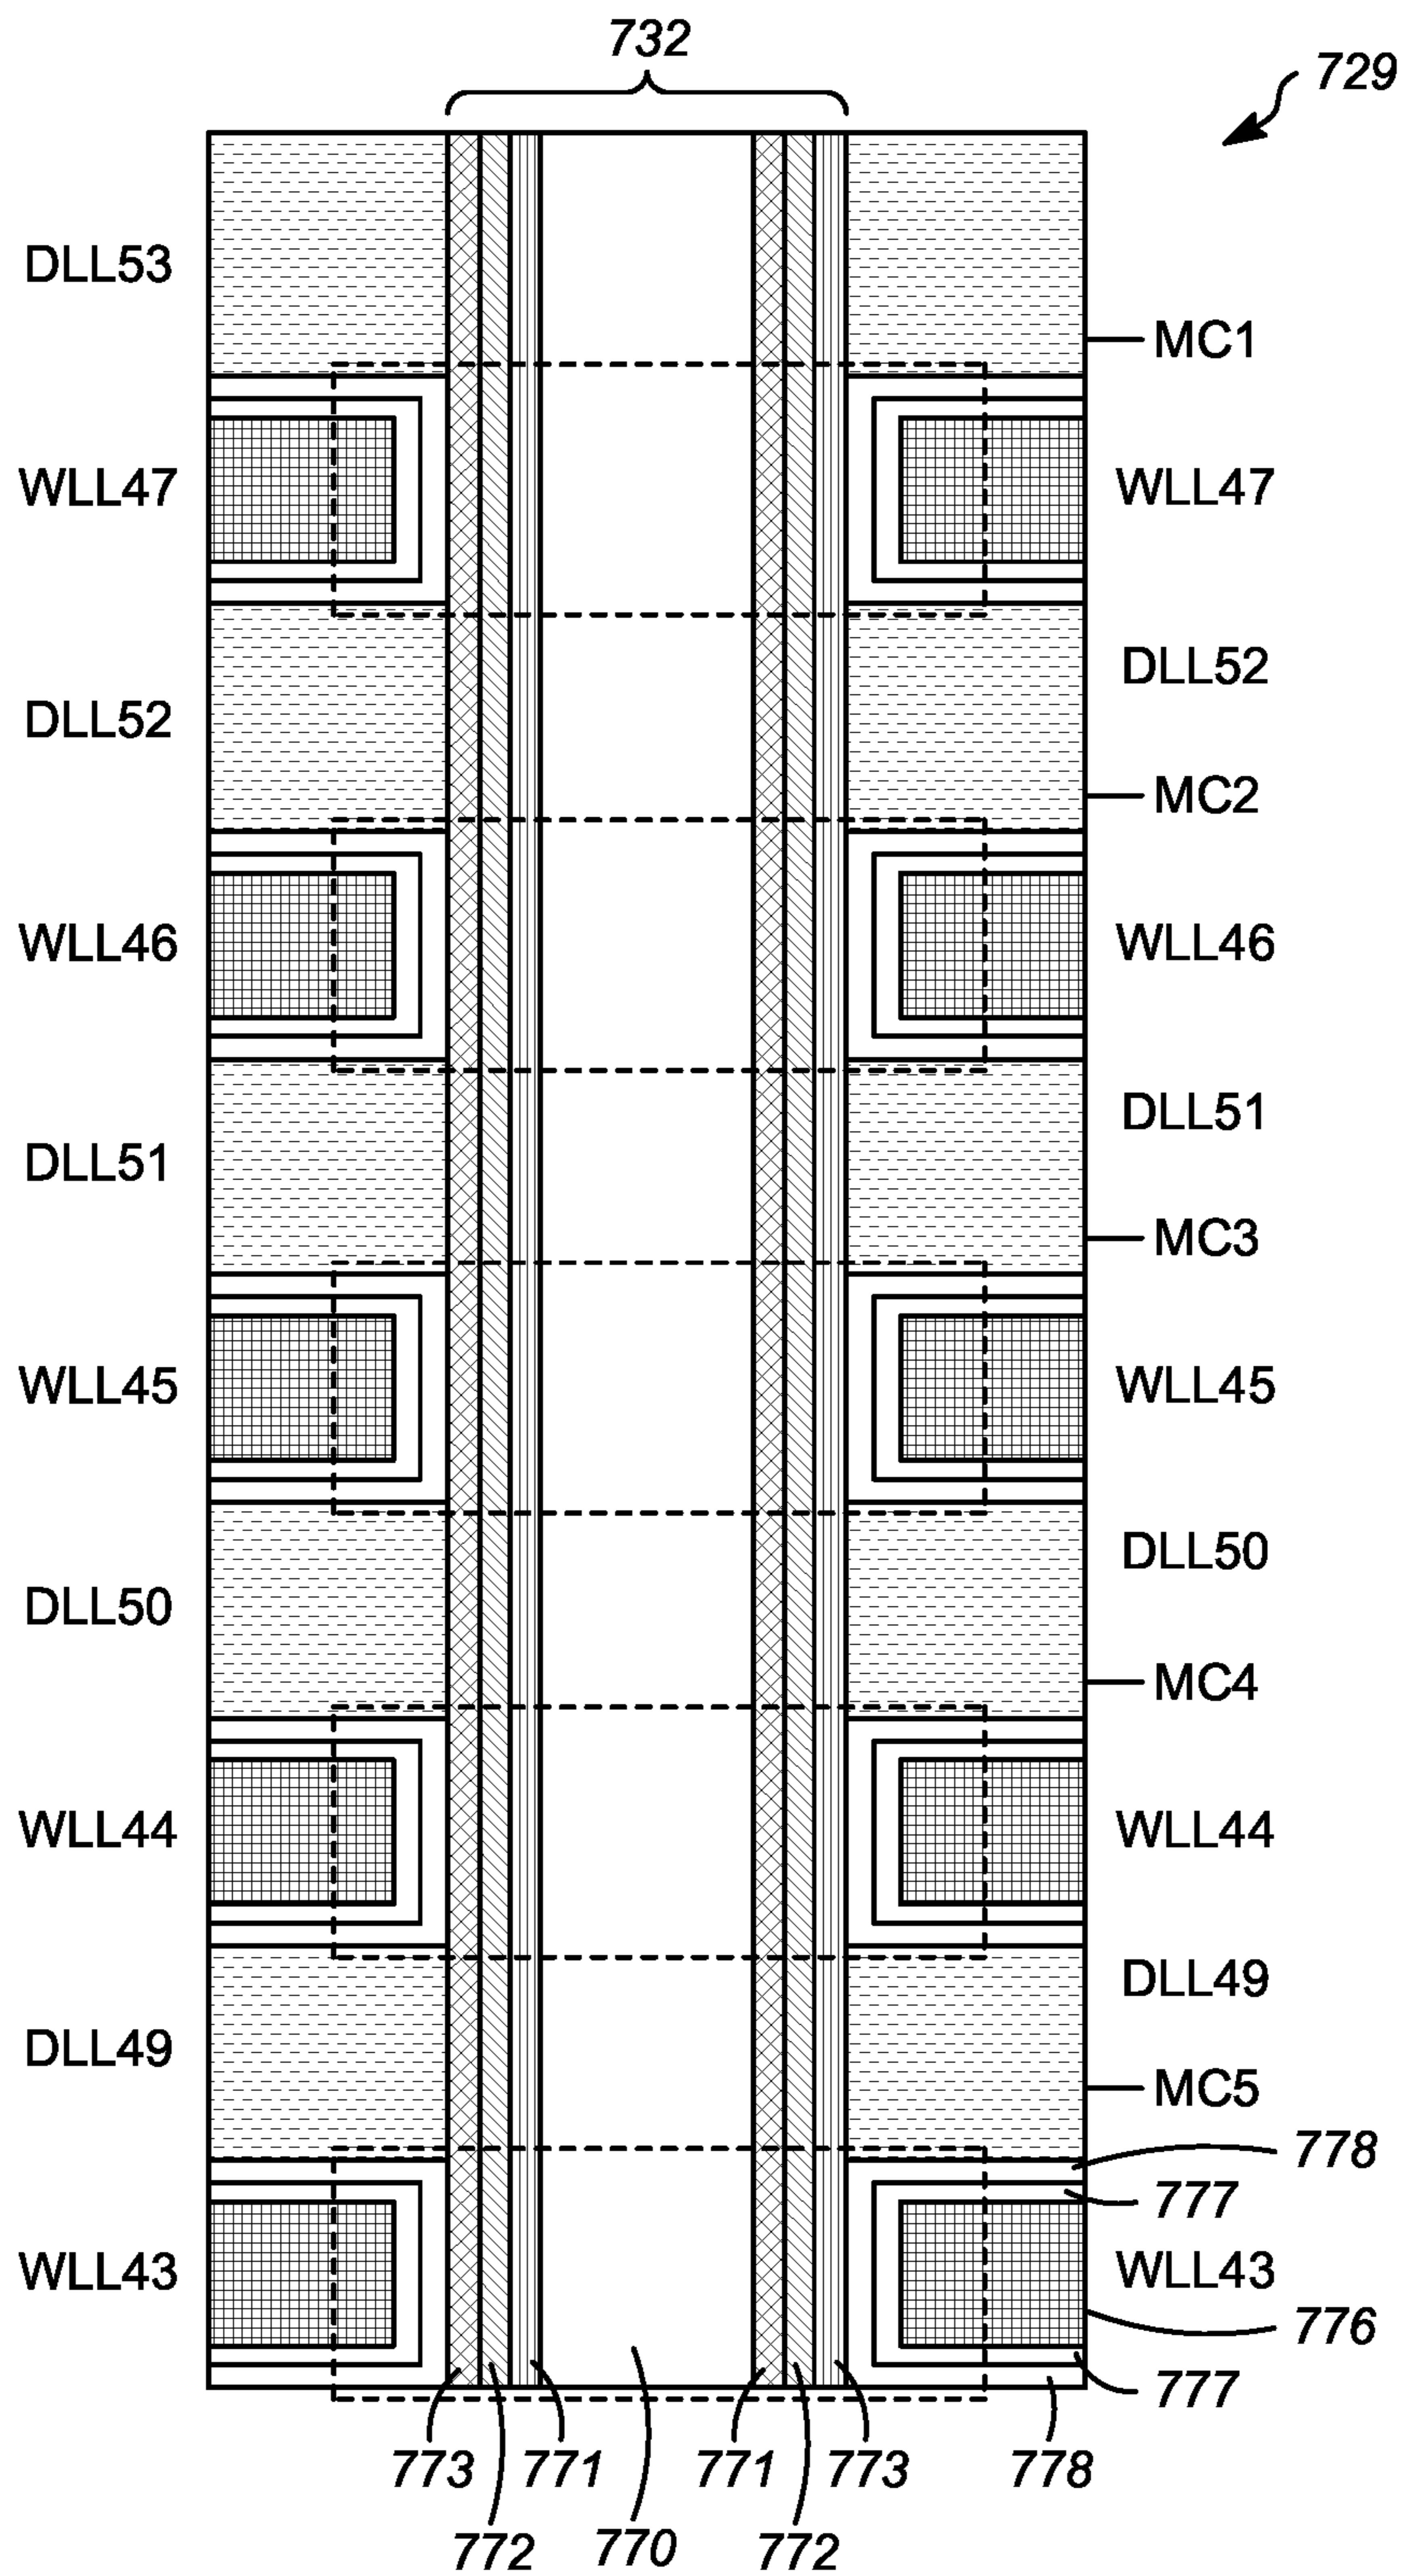 732
729
DLL53
MC1
WLL47 WLL47
DLL52
DLL52
MC2
WLL46 WLL46
DLL51
DLL51
MC3
WLL45 WLL45
DLL50
DLL50
MC4
WLL44 WLL44
DLL49
DLL49
MC5
778
777
WLL43 WLL43
776
777
773 771 771 773 778
772 770 772